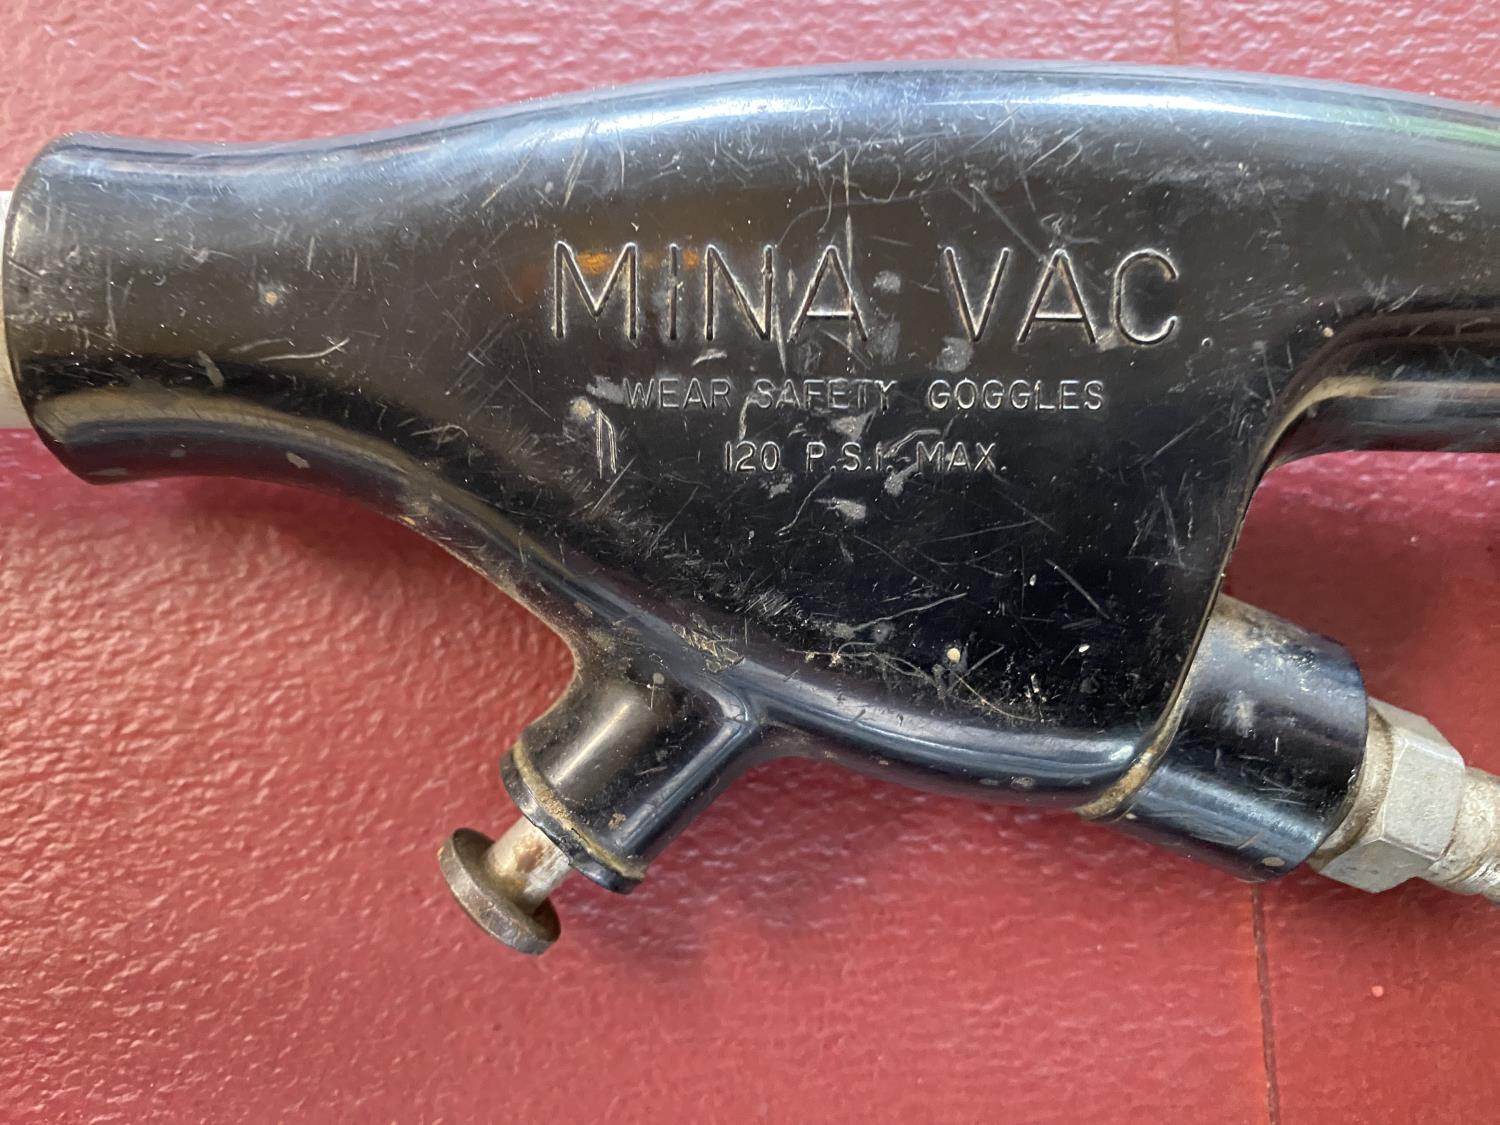 MINA VAC
WEAR SAFETY GOGGLES
120 P.S.I. MAX.